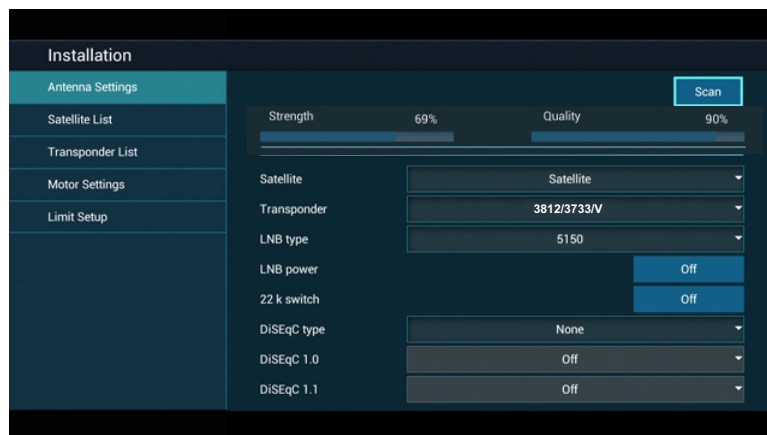 Installation
Antenna Settings
Satellite List
Transponder List
Motor Settings
Limit Setup
Scan
Strength 69% Quality 90%
Satellite Satellite
Transponder 3812/3733/V
LNB type 5150
LNB power Off
22 k switch Off
DiSEqC type None
DiSEqC 1.0 Off
DiSEqC 1.1 Off